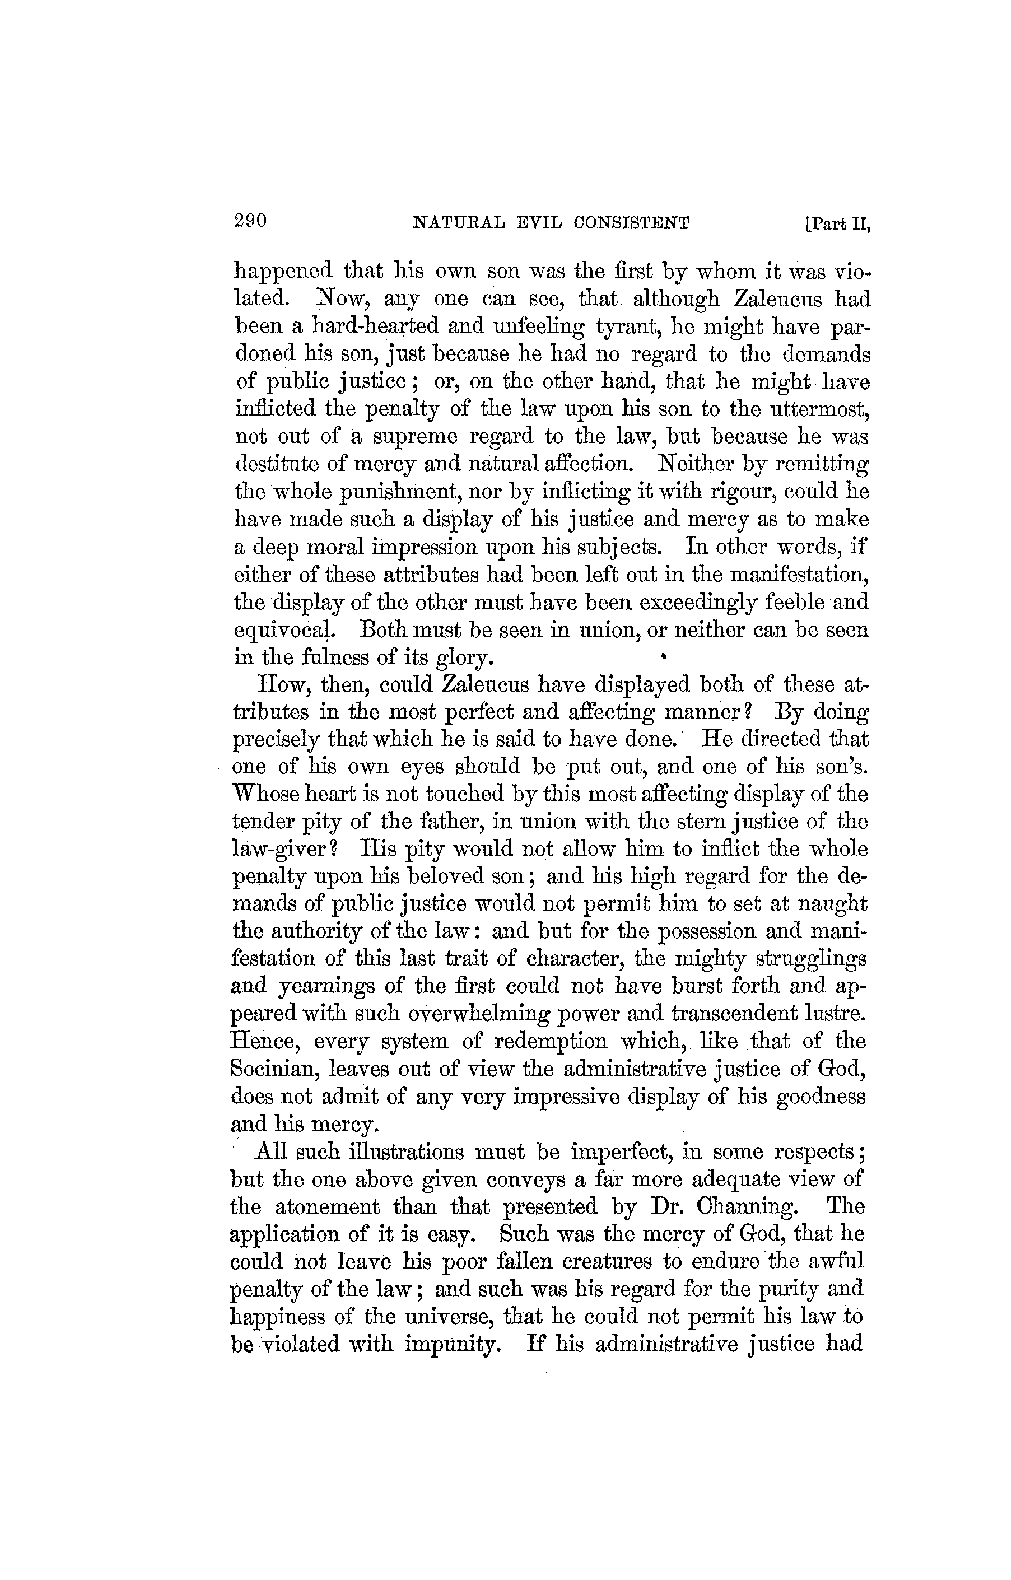 290 NATURAL EVIL CONSISTENT [Part II,
happened that his own son was the first by whom it was vio-
lated. Now, any one can see, that although Zaleucus had
been a hard-hearted and unfeeling tyrant, he might have par-
doned his son, just because he had no regard to the demands
of public justice; or, on the other hand, that he might have
inflicted the penalty of the law upon his son to the uttermost,
not out of a supreme regard to the law, but because he was
destitute of mercy and natural affection. Neither by remitting
the whole punishment, nor by inflicting it with rigour, could he
have made such a display of his justice and mercy as to make
a deep moral impression upon his subjects. In other words, if
either of these attributes had been left out in the manifestation,
the display of the other must have been exceedingly feeble and
equivocal. Both must be seen in union, or neither can be seen
in the fulness of its glory.
How, then, could Zaleucus have displayed both of these at-
tributes in the most perfect and affecting manner? By doing
precisely that which he is said to have done. He directed that
one of his own eyes should be put out, and one of his son's.
Whose heart is not touched by this most affecting display of the
tender pity of the father, in union with the stern justice of the
law-giver? His pity would not allow him to inflict the whole
penalty upon his beloved son; and his high regard for the de-
mands of public justice would not permit him to set at naught
the authority of the law: and but for the possession and mani-
festation of this last trait of character, the mighty strugglings
and yearnings of the first could not have burst forth and ap-
peared with such overwhelming power and transcendent lustre.
Hence, every system of redemption which, like that of the
Socinian, leaves out of view the administrative justice of God,
does not admit of any very impressive display of his goodness
and his mercy.
All such illustrations must be imperfect, in some respects;
but the one above given conveys a far more adequate view of
the atonement than that presented by Dr. Channing. The
application of it is easy. Such was the mercy of God, that he
could not leave his poor fallen creatures to endure the awful
penalty of the law; and such was his regard for the purity and
happiness of the universe, that he could not permit his law to
be violated with impunity. If his administrative justice had